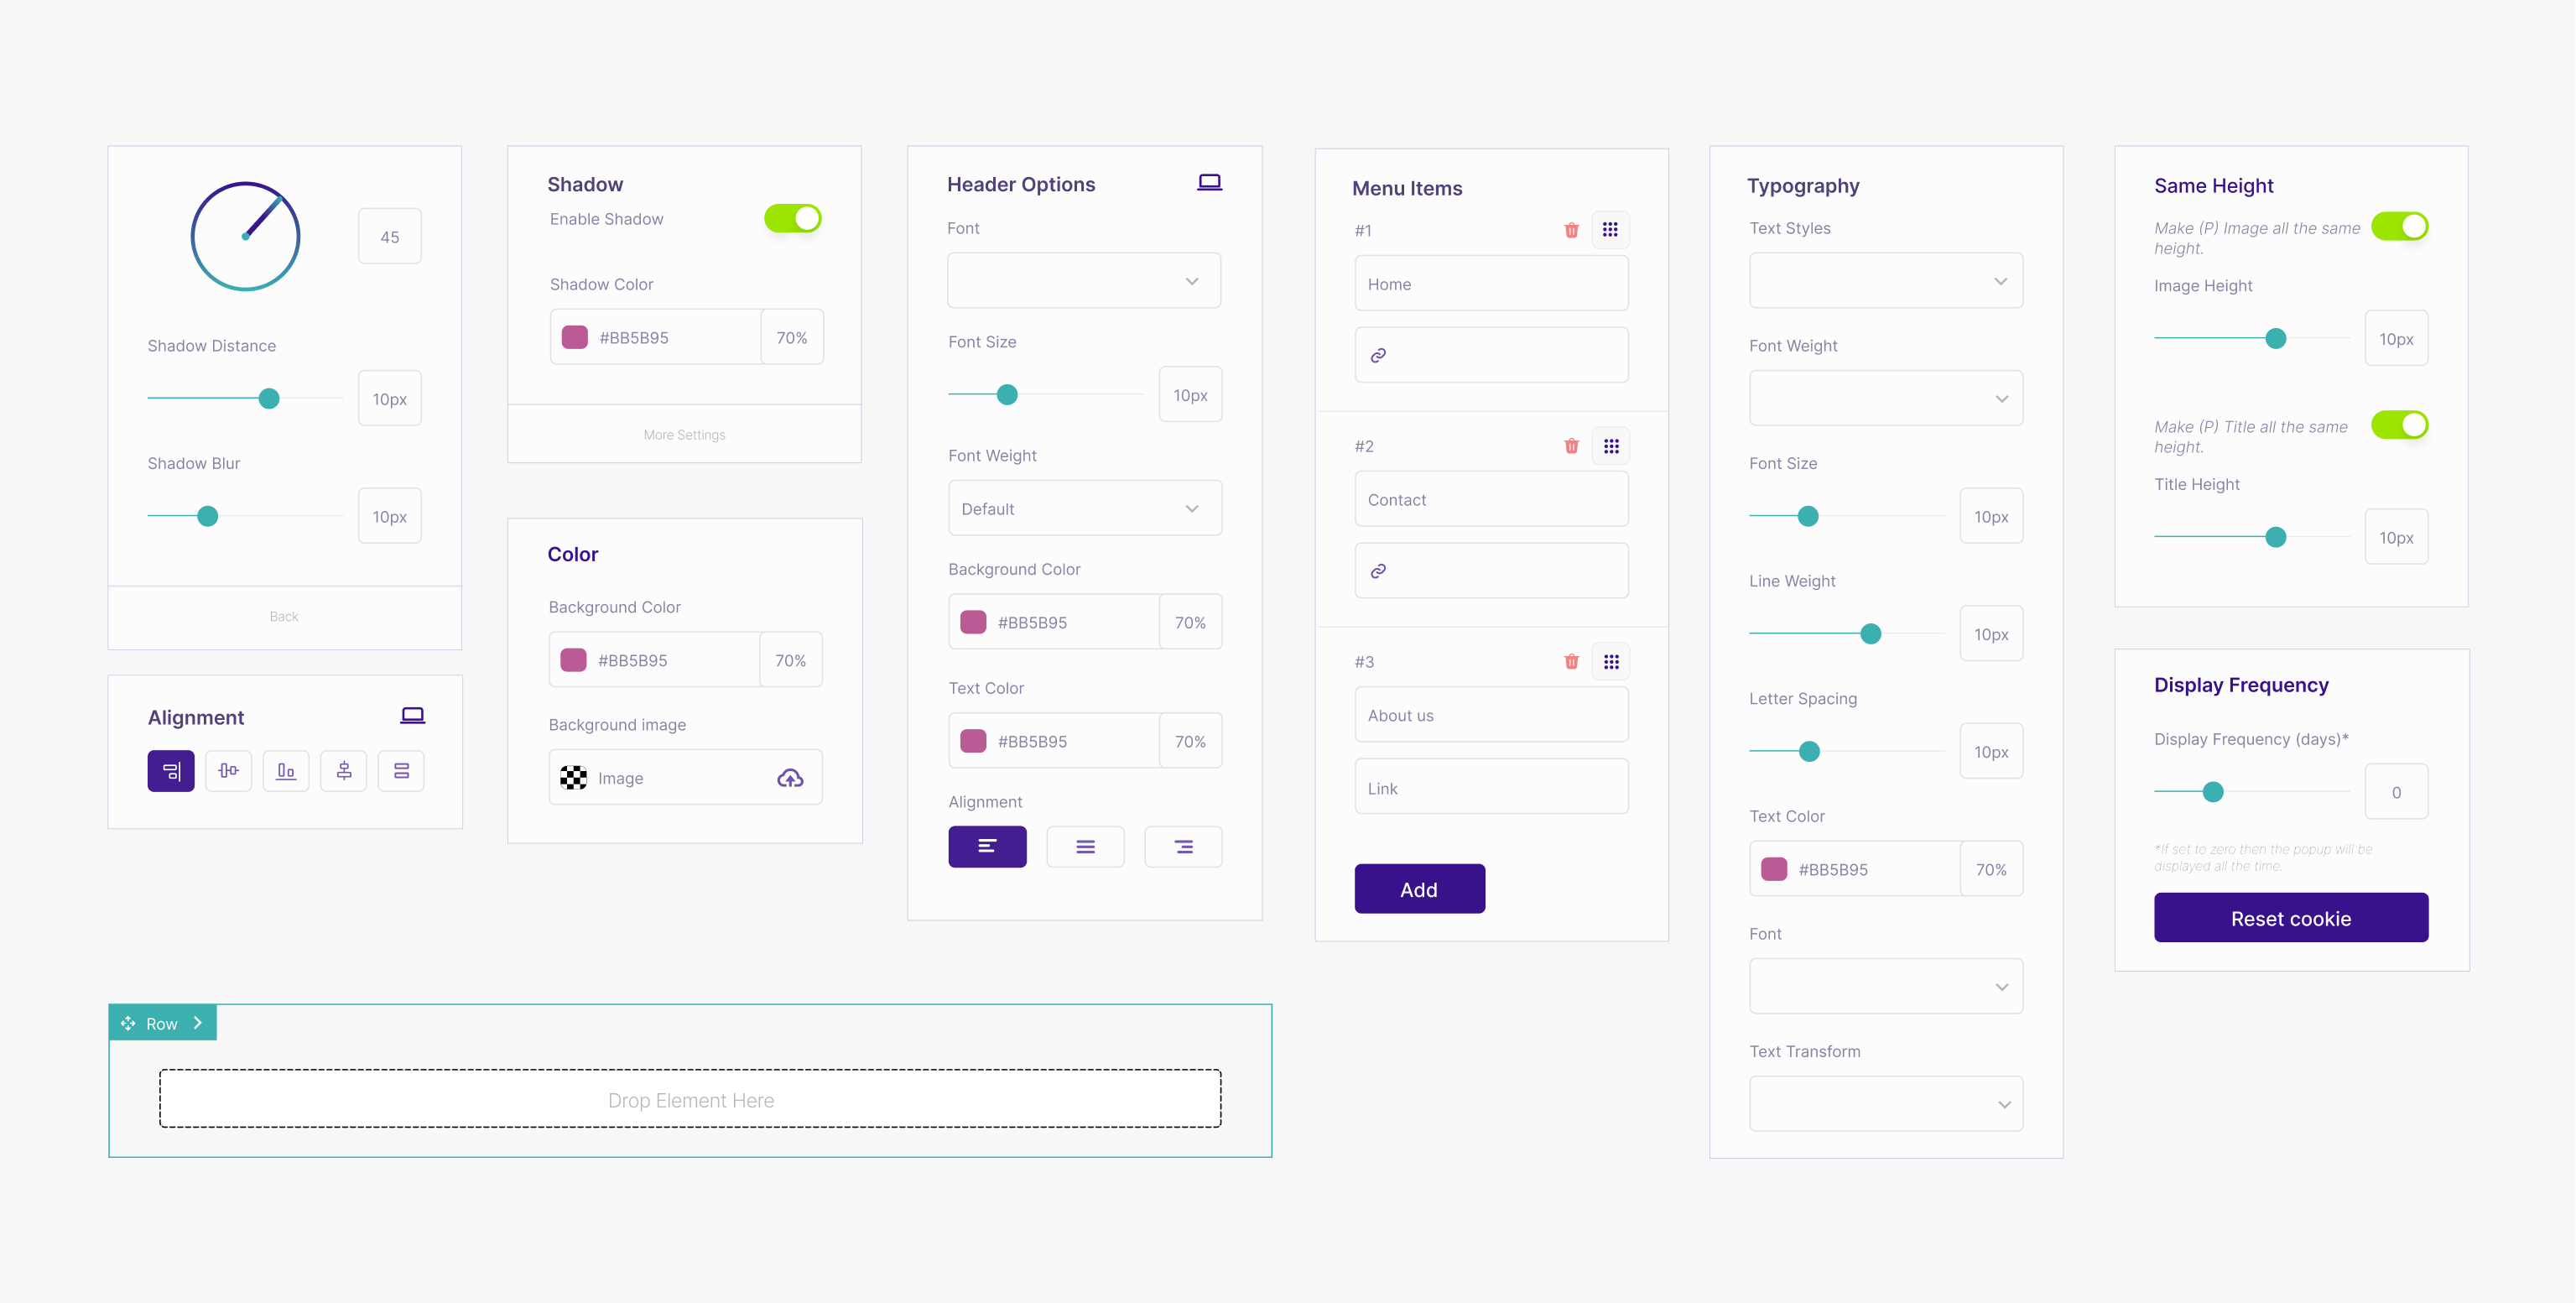 45
Shadow Distance
10px
Shadow Blur
10px
Back
Alignment
Shadow
Enable Shadow
Shadow Color
#BB5B95
70%
More Settings
Color
Background Color
#BB5B95
70%
Background image
Image
Header Options
Font
Font Size
10px
Font Weight
Default
Background Color
#BB5B95
70%
Text Color
#BB5B95
70%
Alignment
Menu Items
#1
Home
#2
Contact
#3
About us
Link
Add
Typography
Text Styles
Font Weight
Font Size
10px
Line Weight
10px
Letter Spacing
10px
Text Color
#BB5B95
70%
Font
Text Transform
Same Height
Make (P) Image all the same
height.
Image Height
10px
Make (P) Title all the same
height.
Title Height
10px
Display Frequency
Display Frequency (days)*
0
*If set to zero then the popup will be
displayed all the time.
Reset cookie
Row
Drop Element Here